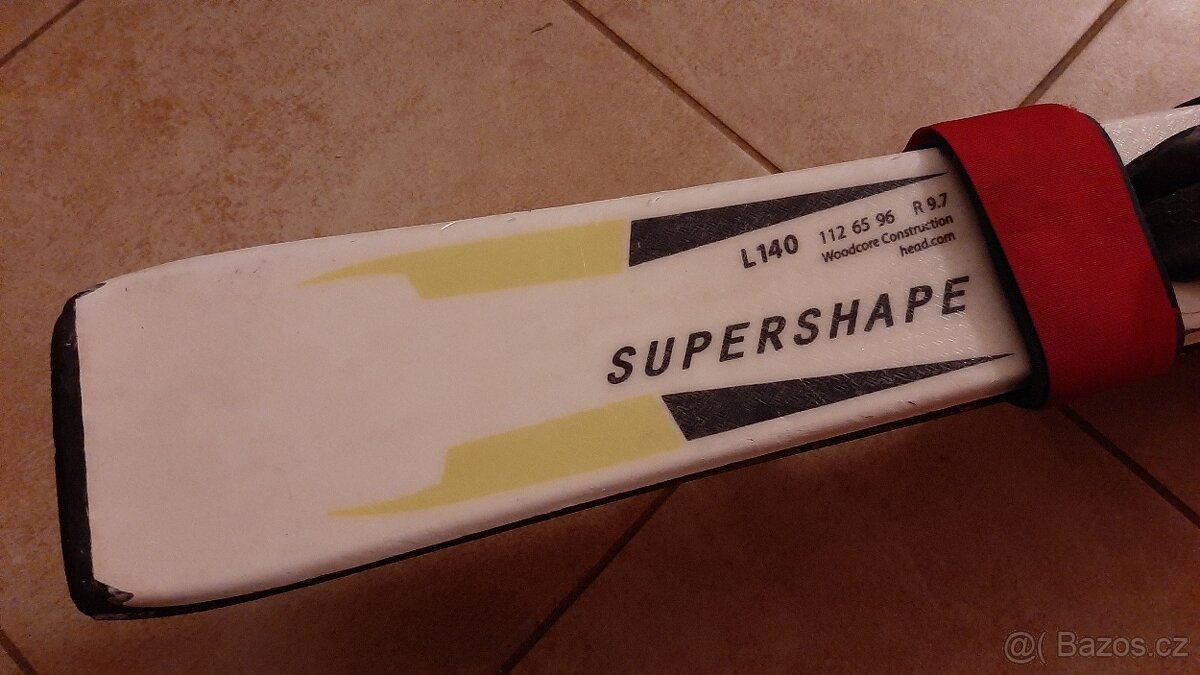 L140 112 65 96 R 9.7
Woodcore Construction
head.com
SUPERSHAPE
@( Bazos.cz